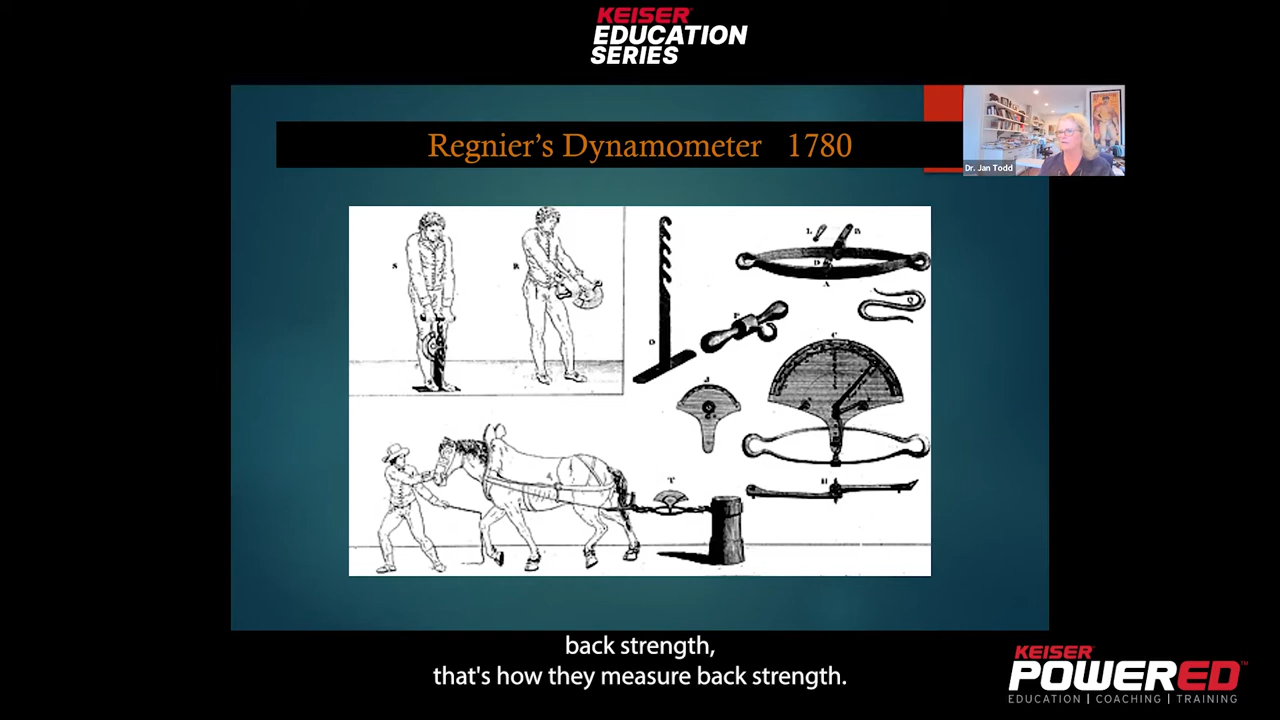 KEISER
EDUCATION
SERIES
Regnier's Dynamometer 1780
Dr. Jan Todd
S
R
O
P
L
B
D
A
Q
C
J
T
H
back strength,
that's how they measure back strength.
KEISER
POWERED™
EDUCATION | COACHING | TRAINING